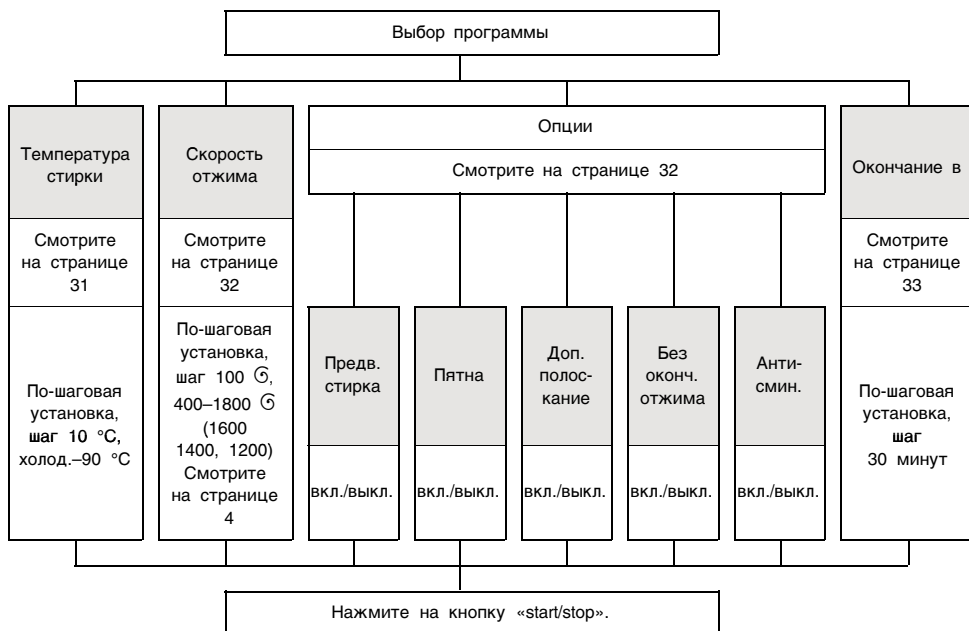 Выбор программы
Температура
стирки
Смотрите
на странице
31
По-шаговая
установка,
шаг 10 °C,
холод.–90 °C
Скорость
отжима
Смотрите
на странице
32
По-шаговая
установка,
шаг 100
400–1800
(1600
1400, 1200)
Смотрите
на странице
4
Опции
Смотрите на странице 32
Предв.
стирка
вкл./выкл.
Пятна
вкл./выкл.
Доп.
полос-
кание
вкл./выкл.
Без
оконч.
отжима
вкл./выкл.
Анти-
смин.
вкл./выкл.
Окончание в
Смотрите
на странице
33
По-шаговая
установка,
шаг
30 минут
Нажмите на кнопку «start/stop».